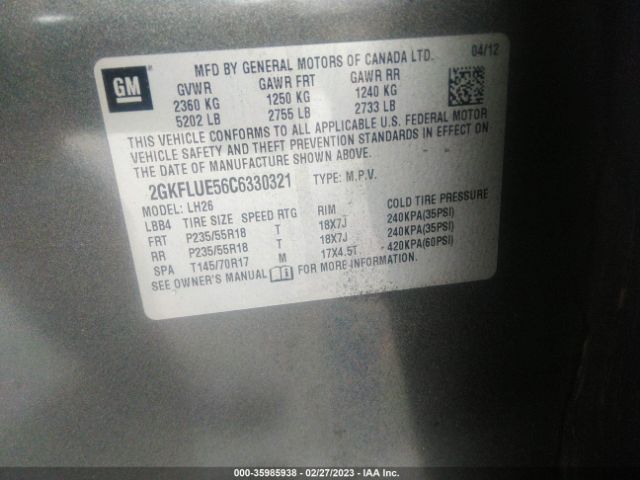 GM
MFD BY GENERAL MOTORS OF CANADA LTD. 04/12
GVWR GAWR FRT GAWR RR
2360 KG 1250 KG 1240 KG
5202 LB 2755 LB 2733 LB
THIS VEHICLE CONFORMS TO ALL APPLICABLE U.S. FEDERAL MOTOR
VEHICLE SAFETY AND THEFT PREVENTION STANDARDS IN EFFECT ON
THE DATE OF MANUFACTURE SHOWN ABOVE.
2GKFLUE56C6330321 TYPE: M.P.V.
MODEL: LH26
LBB4 TIRE SIZE SPEED RTG RIM COLD TIRE PRESSURE
FRT P235/55R18 T 18X7J 240KPA(35PSI)
RR P235/55R18 T 18X7J 240KPA(35PSI)
SPA T145/70R17 M 17X4.5T 420KPA(60PSI)
SEE OWNER'S MANUAL FOR MORE INFORMATION.
000-35985938 - 02/27/2023 - IAA Inc.